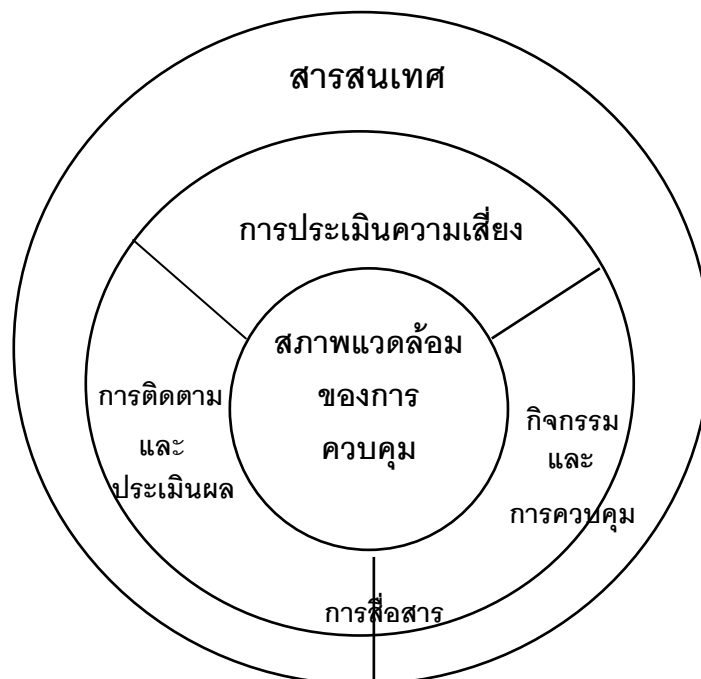 สารสนเทศ
การประเมินความเสี่ยง
สภาพแวดล้อม
ของการ
ควบคุม
การติดตาม
และ
ประเมินผล
กิจกรรม
และ
การควบคุม
การสื่อสาร